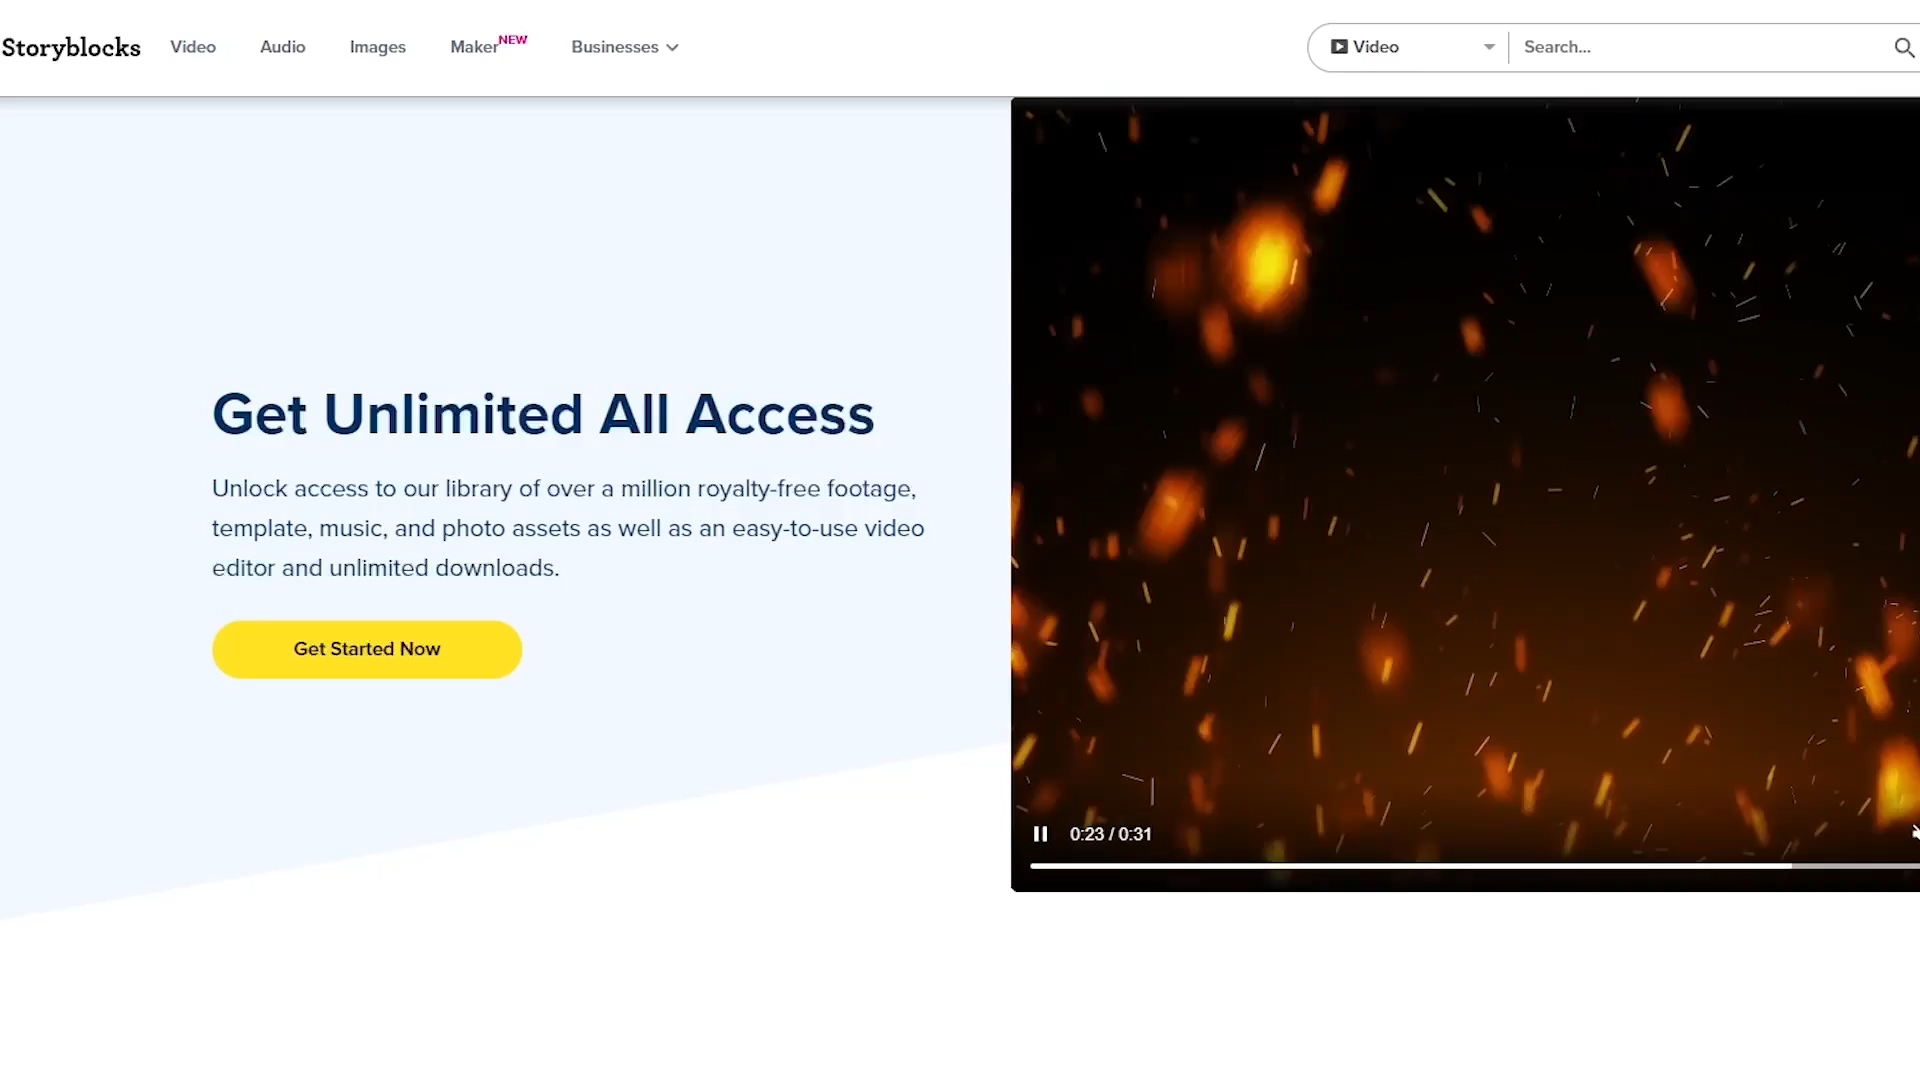 Storyblocks
Video
Audio
Images
Maker NEW
Businesses
Video
Search...
Get Unlimited All Access
Unlock access to our library of over a million royalty-free footage,
template, music, and photo assets as well as an easy-to-use video
editor and unlimited downloads.
Get Started Now
0:23 / 0:31